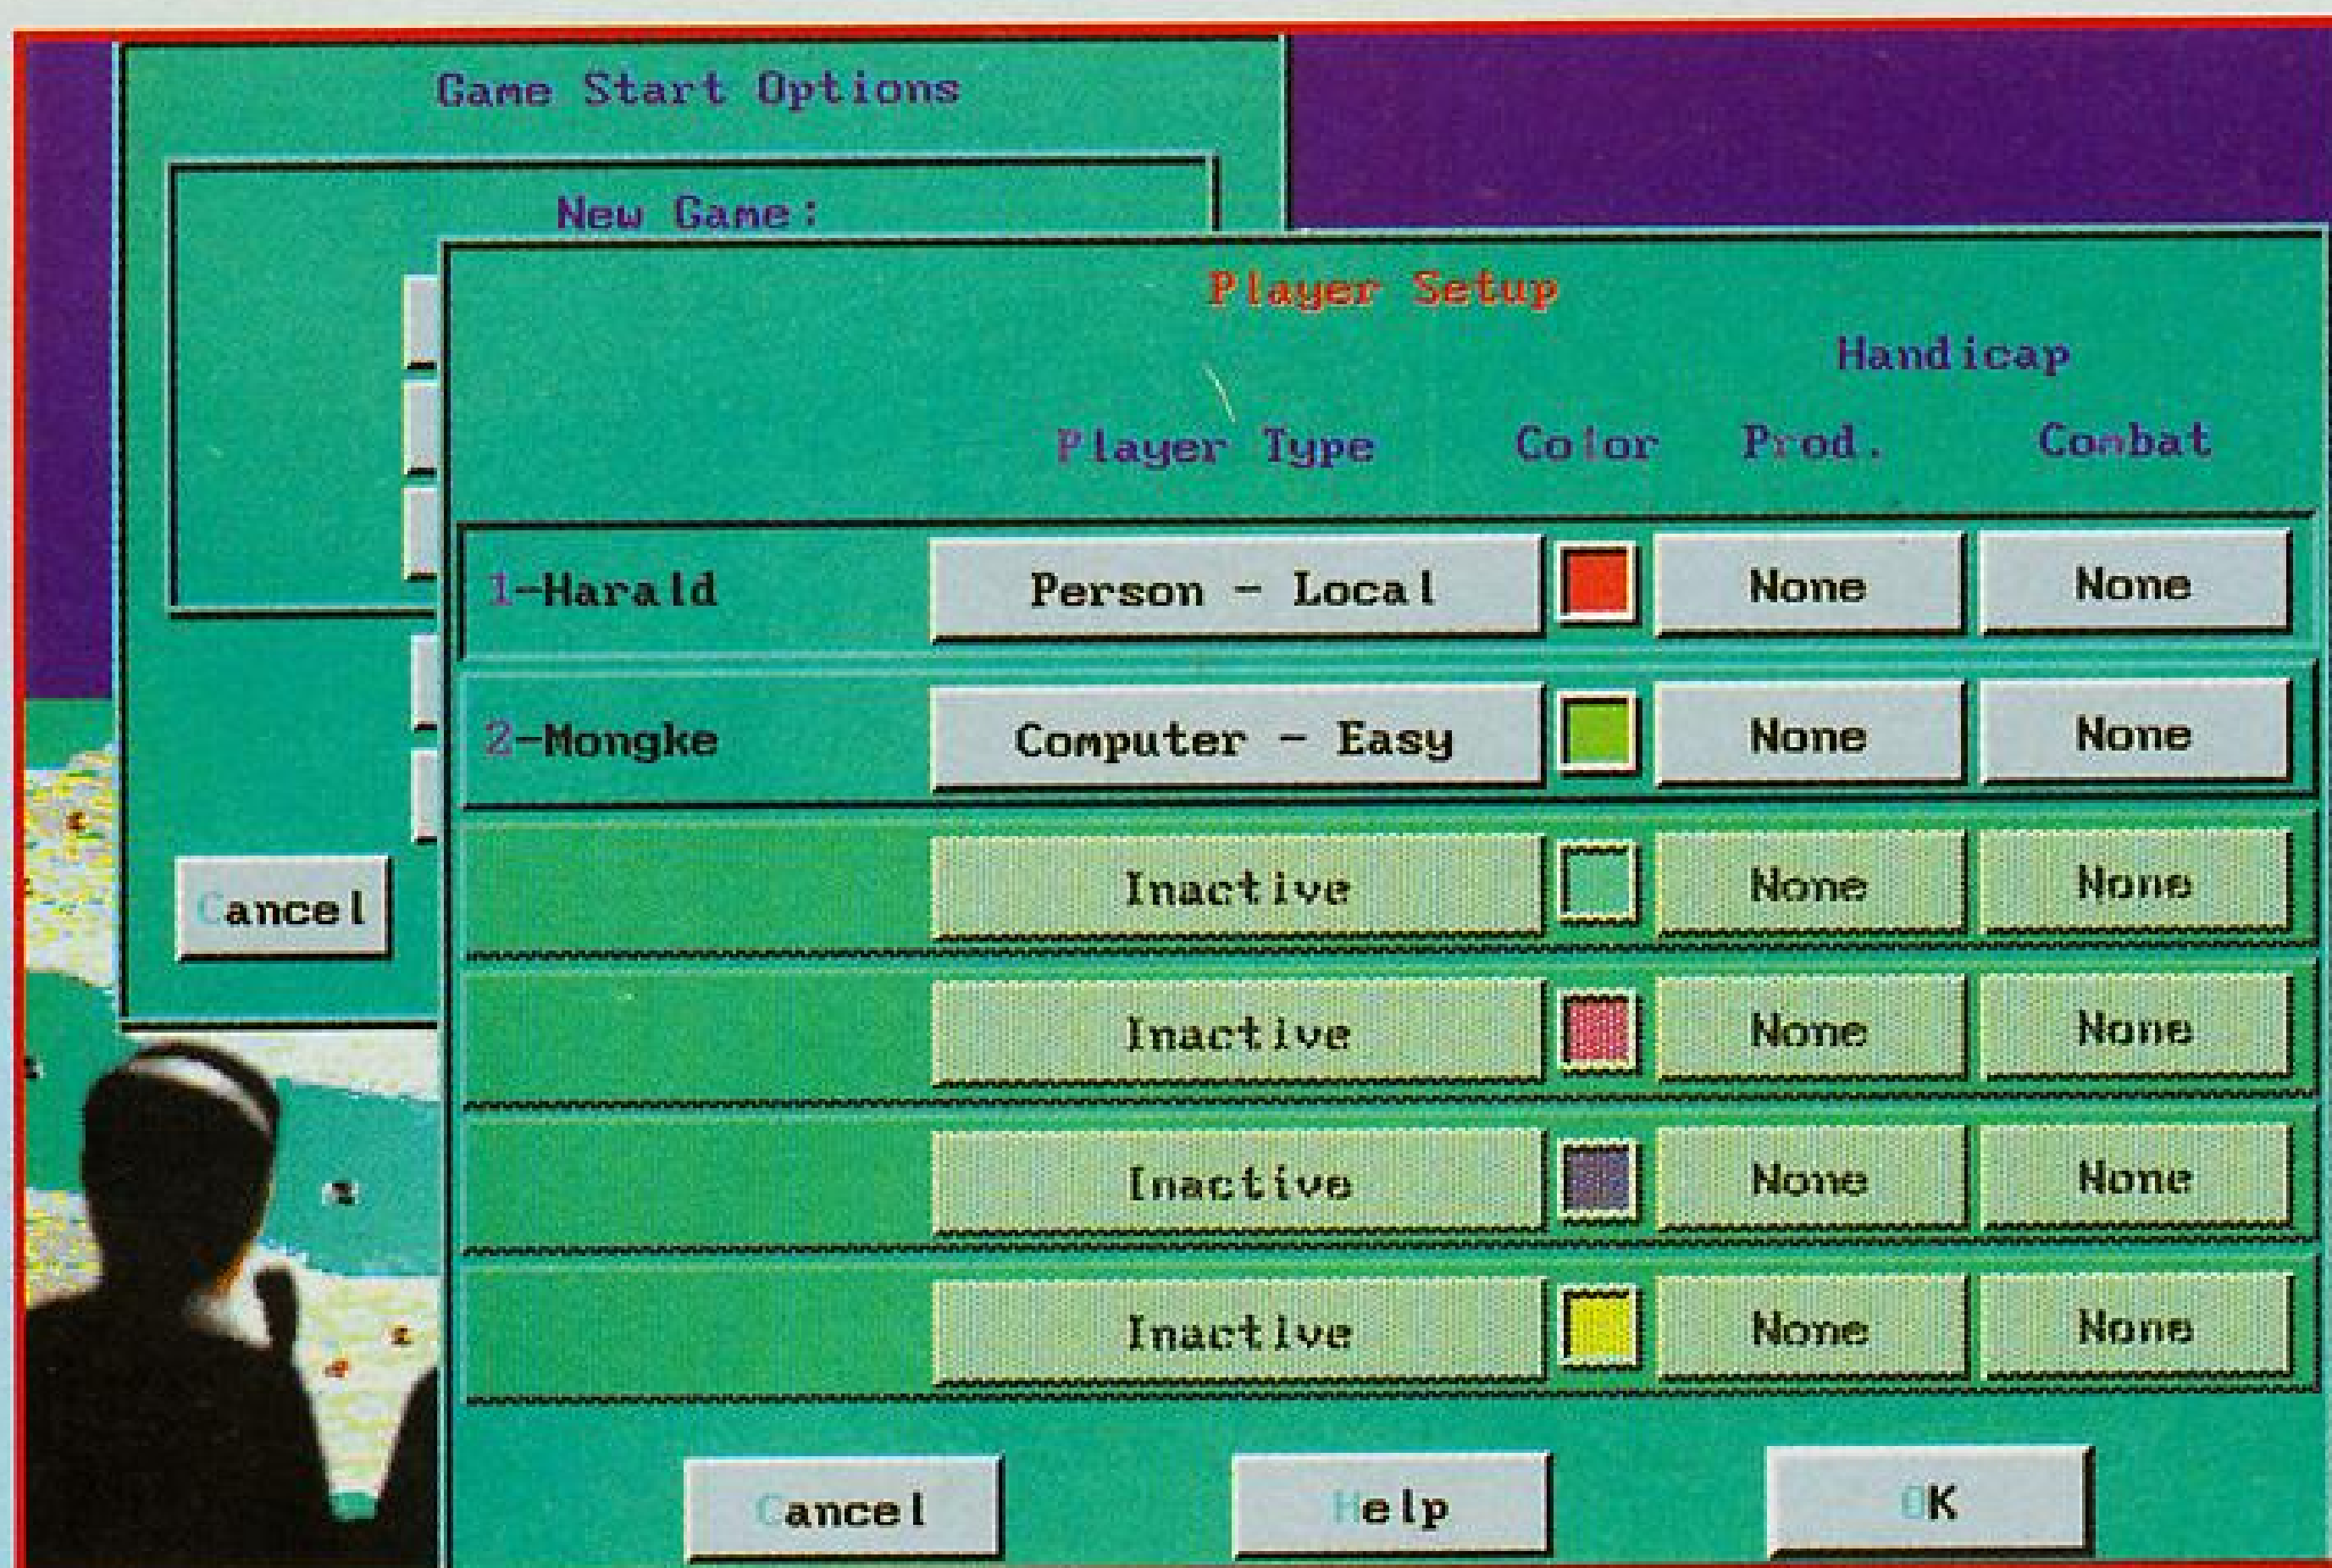 Game Start Options
New Game:
Player Setup
Handicap
Player Type Color Prod. Combat
1-Harald Person - Local None None
2-Mongke Computer - Easy None None
Inactive None None
Inactive None None
Inactive None None
Inactive None None
Cancel
Cancel Help OK